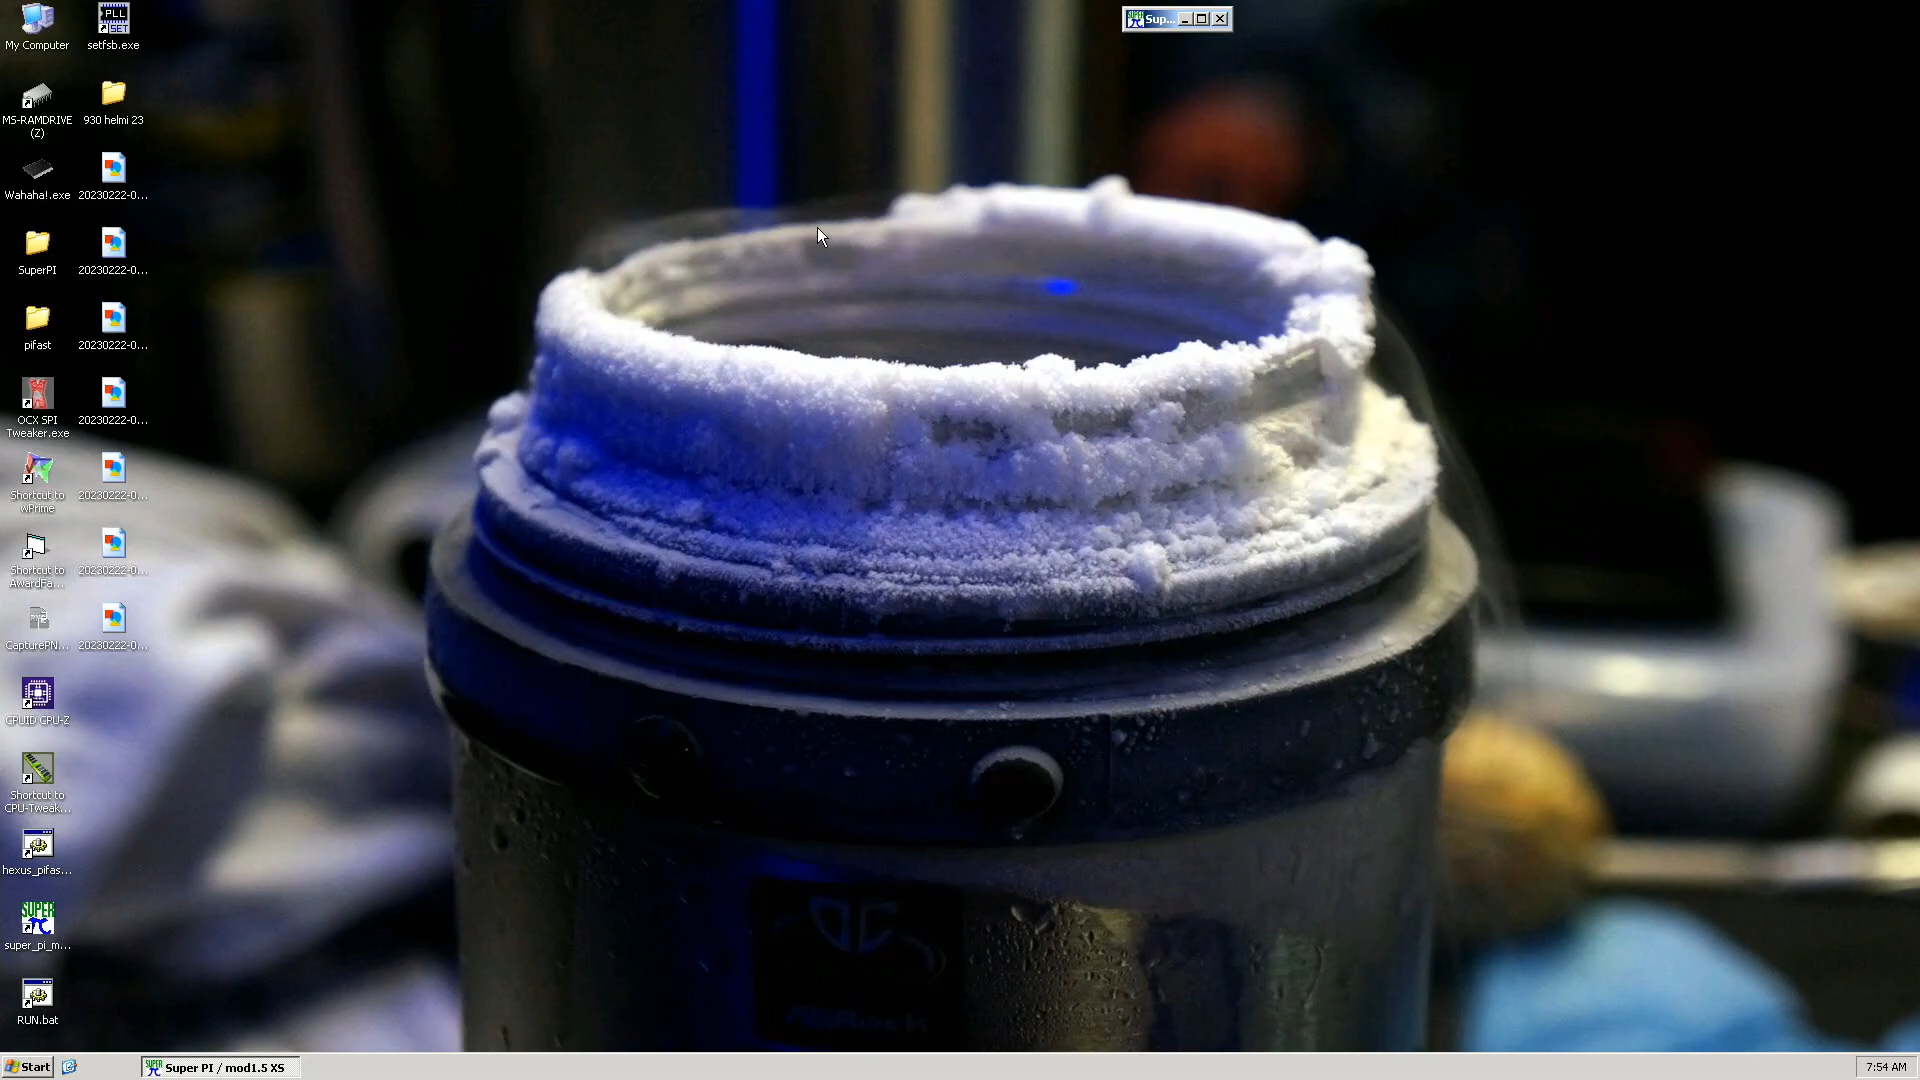 My Computer
setfsb.exe
PLL
SET
MS-RAMDRIVE
(Z)
930 helmi 23
Wahaha!.exe
20230222-0...
SuperPI
20230222-0...
pifast
20230222-0...
OCX SPI
Tweaker.exe
20230222-0...
Shortcut to
wPrime
20230222-0...
Shortcut to
AwardFa...
20230222-0...
CapturePN...
20230222-0...
CPUID CPU-Z
Shortcut to
CPU-Tweak...
hexus_pifas...
SUPER
super_pi_m...
RUN.bat
Sup...
ASRock
Start
Super PI / mod1.5 XS
7:54 AM